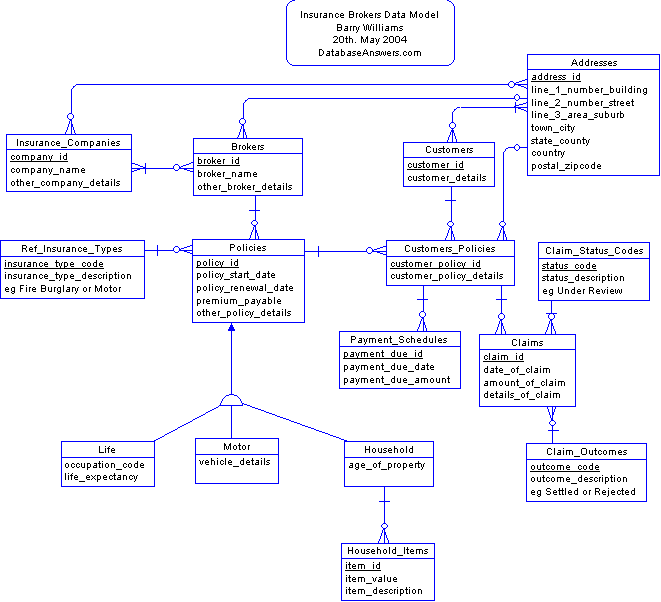 Insurance Brokers Data Model
Barry Williams
20th. May 2004
DatabaseAnswers.com
Addresses
address_id
line_1_number_building
line_2_number_street
line_3_area_suburb
town_city
state_county
country
postal_zipcode
Insurance_Companies
company_id
company_name
other_company_details
Brokers
broker_id
broker_name
other_broker_details
Customers
customer_id
customer_details
Ref_Insurance_Types
insurance_type_code
insurance_type_description
eg Fire Burglary or Motor
Policies
policy_id
policy_start_date
policy_renewal_date
premium_payable
other_policy_details
Customers_Policies
customer_policy_id
customer_policy_details
Claim_Status_Codes
status_code
status_description
eg Under Review
Payment_Schedules
payment_due_id
payment_due_date
payment_due_amount
Claims
claim_id
date_of_claim
amount_of_claim
details_of_claim
Life
occupation_code
life_expectancy
Motor
vehicle_details
Household
age_of_property
Claim_Outcomes
outcome_code
outcome_description
eg Settled or Rejected
Household_Items
item_id
item_value
item_description